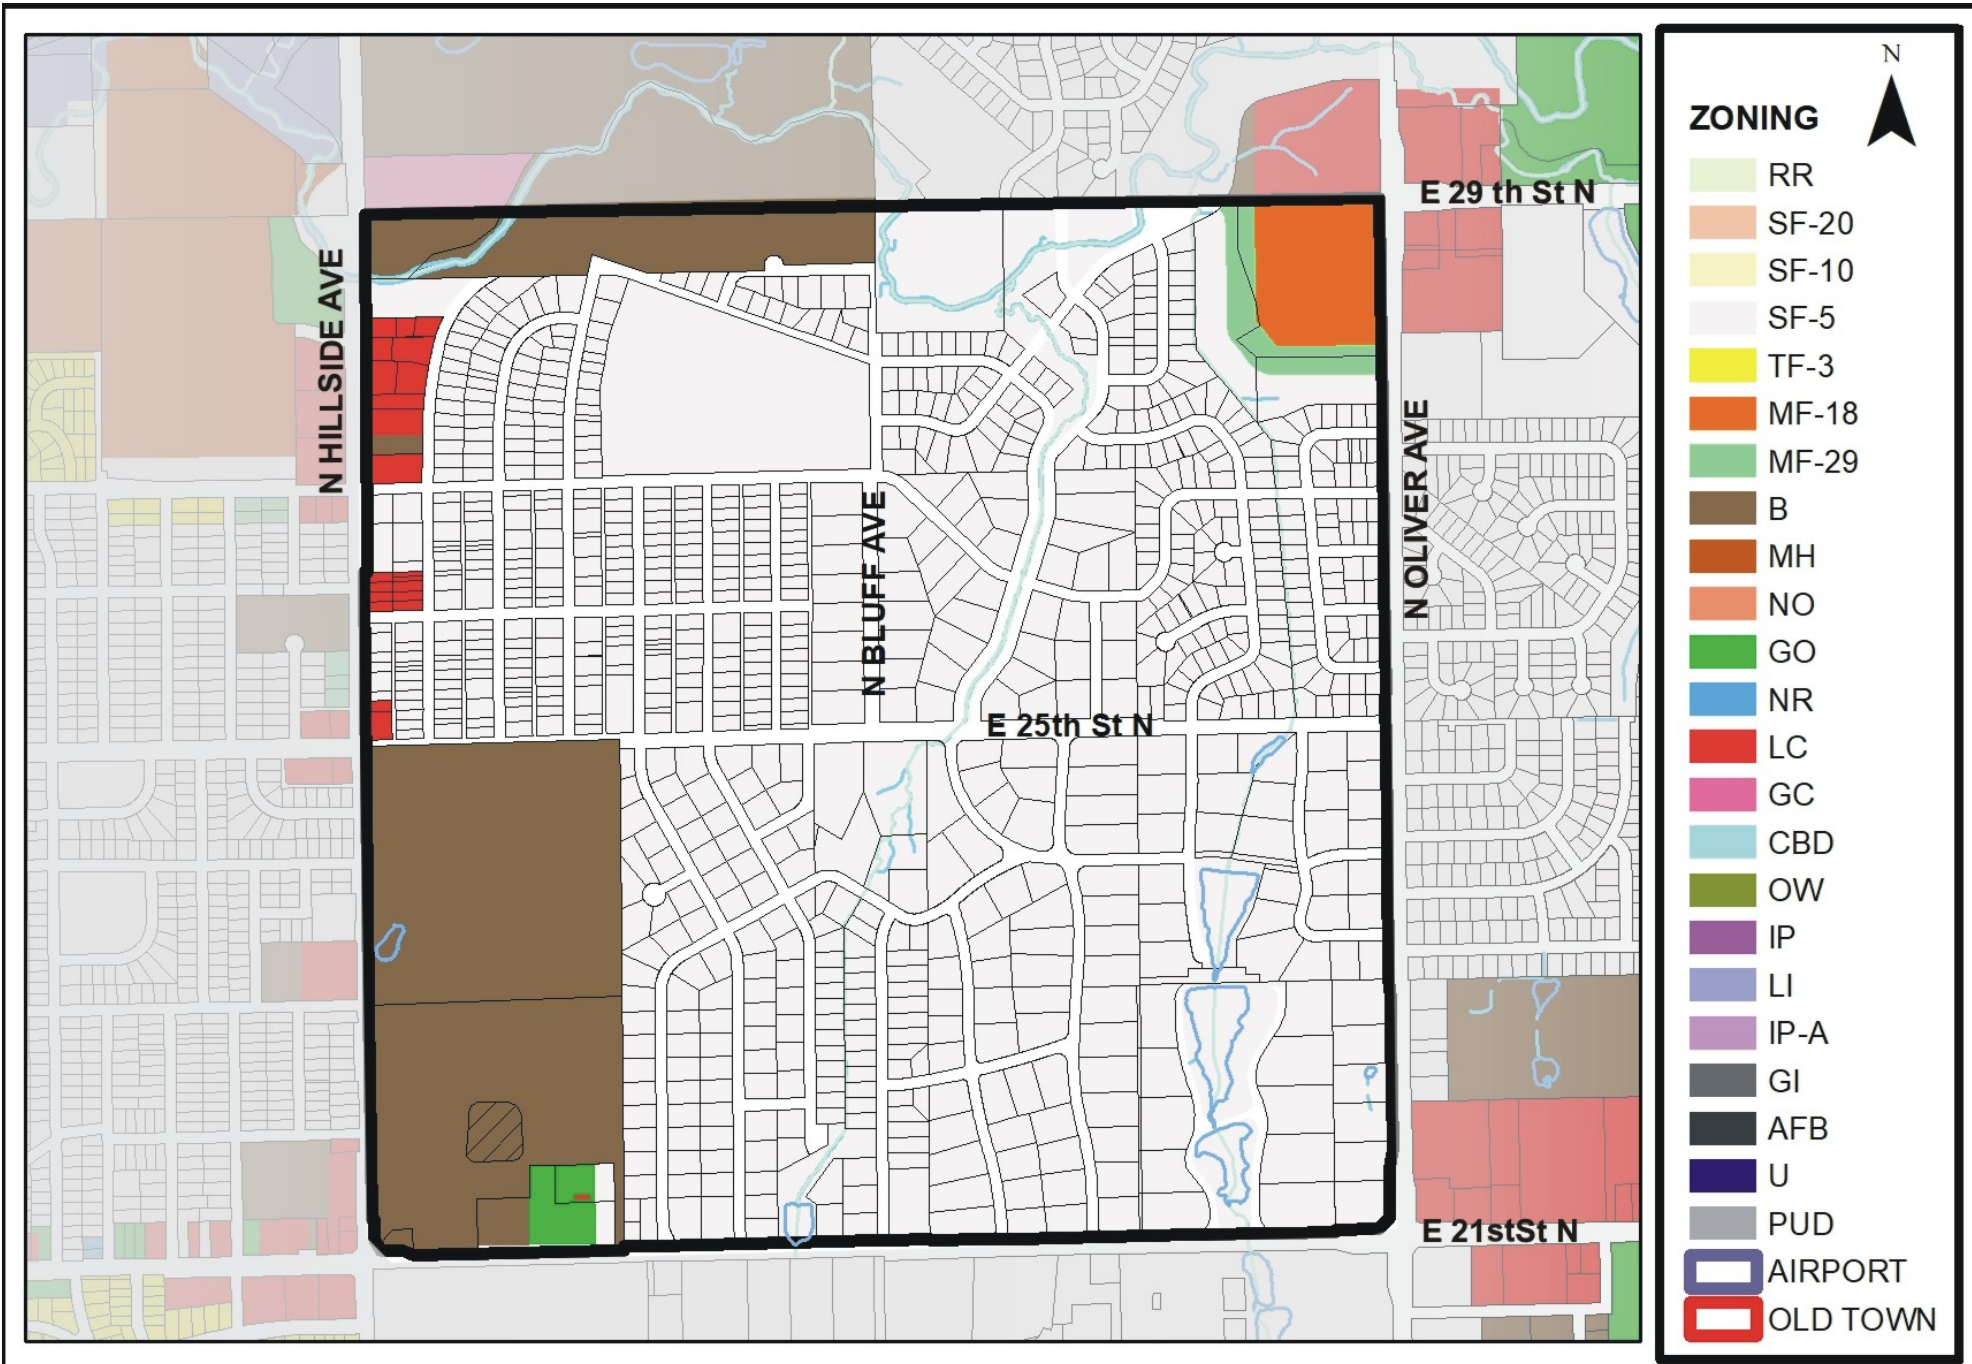 E 29 th St N
N HILLSIDE AVE
N OLIVER AVE
N BLUFF AVE
E 25th St N
E 21stSt N
N
ZONING
RR
SF-20
SF-10
SF-5
TF-3
MF-18
MF-29
B
MH
NO
GO
NR
LC
GC
CBD
OW
IP
LI
IP-A
GI
AFB
U
PUD
AIRPORT
OLD TOWN